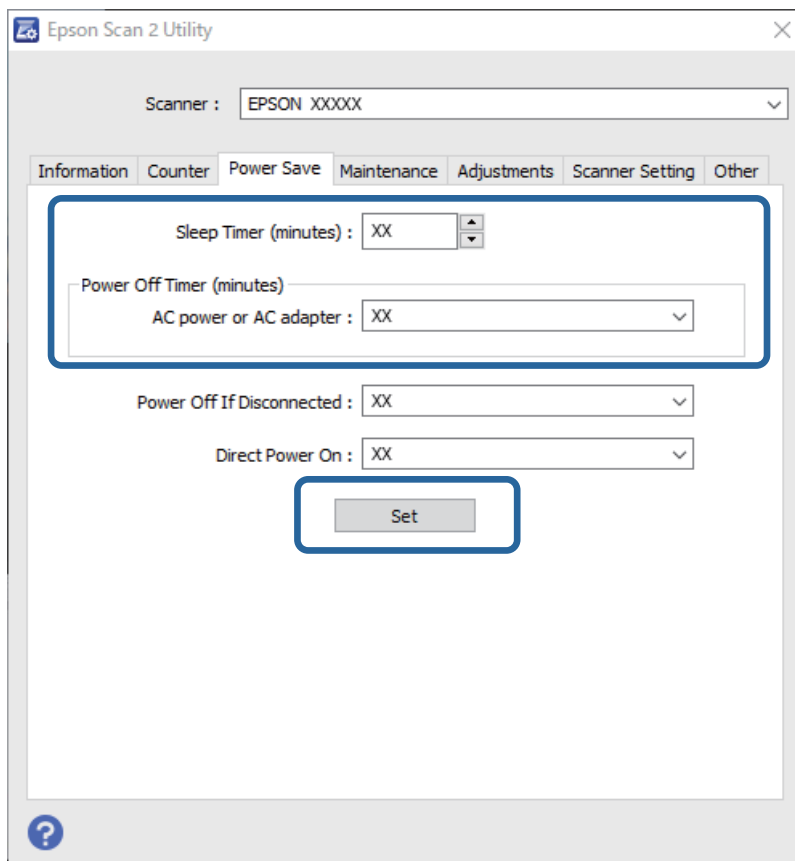 Epson Scan 2 Utility
Scanner : EPSON XXXXX
Information Counter Power Save Maintenance Adjustments Scanner Setting Other
Sleep Timer (minutes) : XX
Power Off Timer (minutes)
AC power or AC adapter : XX
Power Off If Disconnected : XX
Direct Power On : XX
Set
?